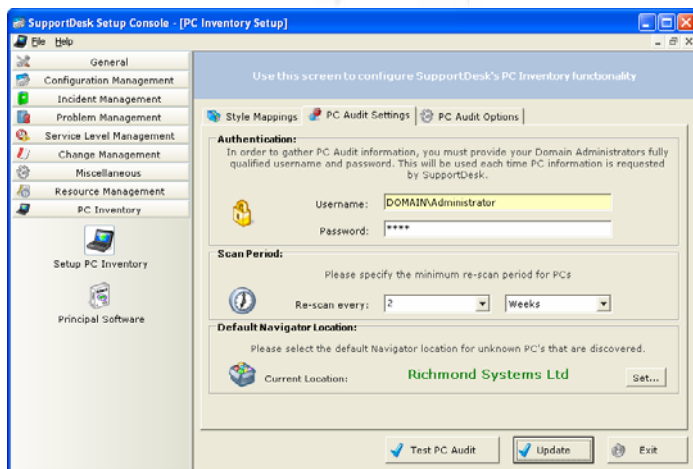 SupportDesk Setup Console - [PC Inventory Setup]
File Help
General
Configuration Management
Incident Management
Problem Management
Service Level Management
Change Management
Miscellaneous
Resource Management
PC Inventory
Setup PC Inventory
Principal Software
Use this screen to configure SupportDesk's PC Inventory functionality
Style Mappings PC Audit Settings PC Audit Options
Authentication:
In order to gather PC Audit information, you must provide your Domain Administrators fully
qualified username and password. This will be used each time PC information is requested
by SupportDesk.
Username: DOMAIN\Administrator
Password: ****
Scan Period:
Please specify the minimum re-scan period for PCs
Re-scan every: 2 Weeks
Default Navigator Location:
Please select the default Navigator location for unknown PC's that are discovered.
Current Location: Richmond Systems Ltd Set...
Test PC Audit Update Exit